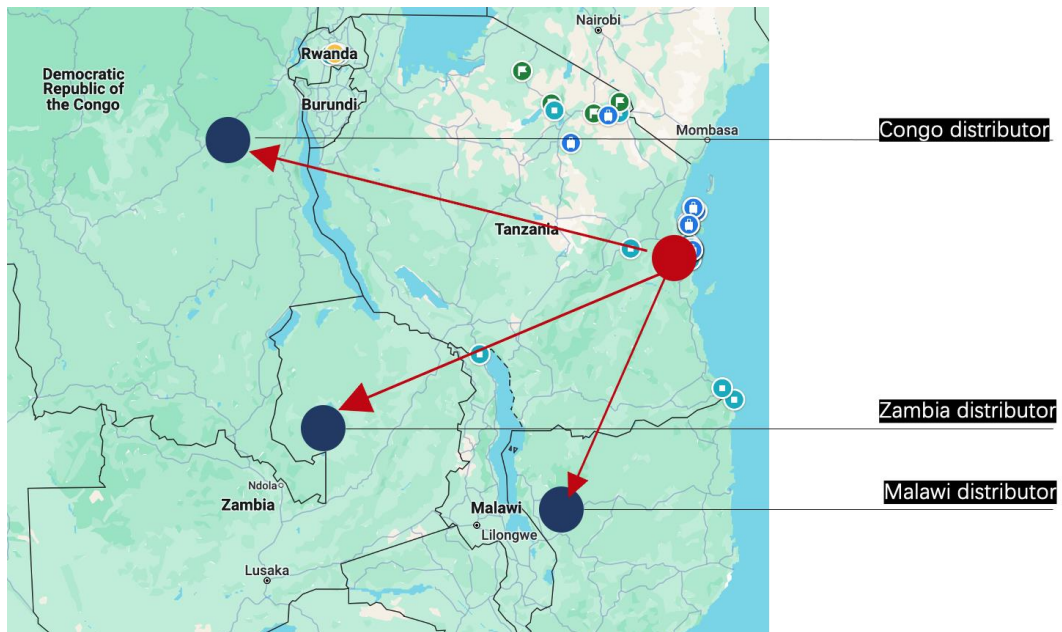 Nairobi
Rwanda
Democratic
Republic of
the Congo
Burundi
Mombasa
Congo distributor
Tanzania
Zambia distributor
Ndola
Zambia
Malawi
Malawi distributor
Lilongwe
Lusaka